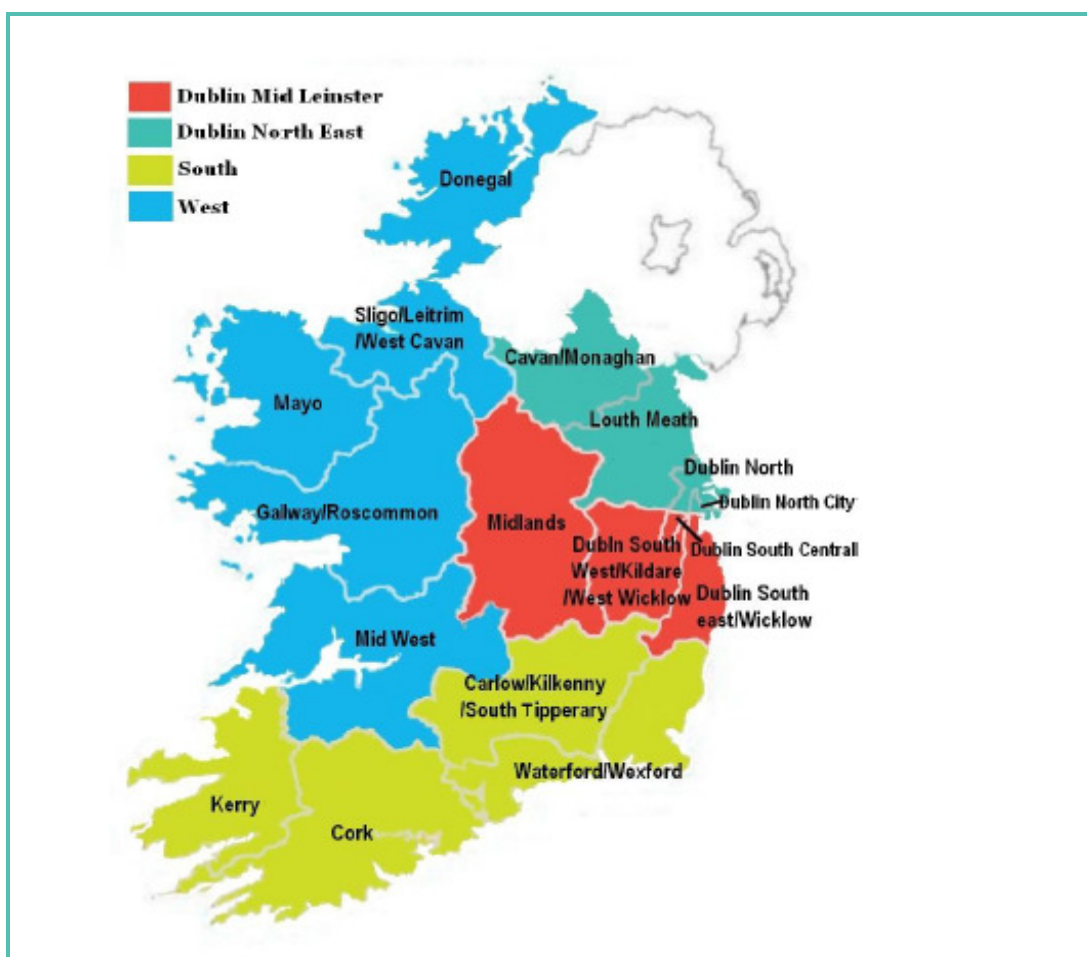 Dublin Mid Leinster
Dublin North East
South
West
Donegal
Sligo/Leitrim
/West Cavan
Cavan/Monaghan
Mayo
Louth Meath
Dublin North
Dublin North City
Galway/Roscommon
Midlands
Dubln South
West/Kildare
/West Wicklow
Dublin South Central
Dublin South
east/Wicklow
Mid West
Carlow/Kilkenny
/South Tipperary
Waterford/Wexford
Kerry
Cork